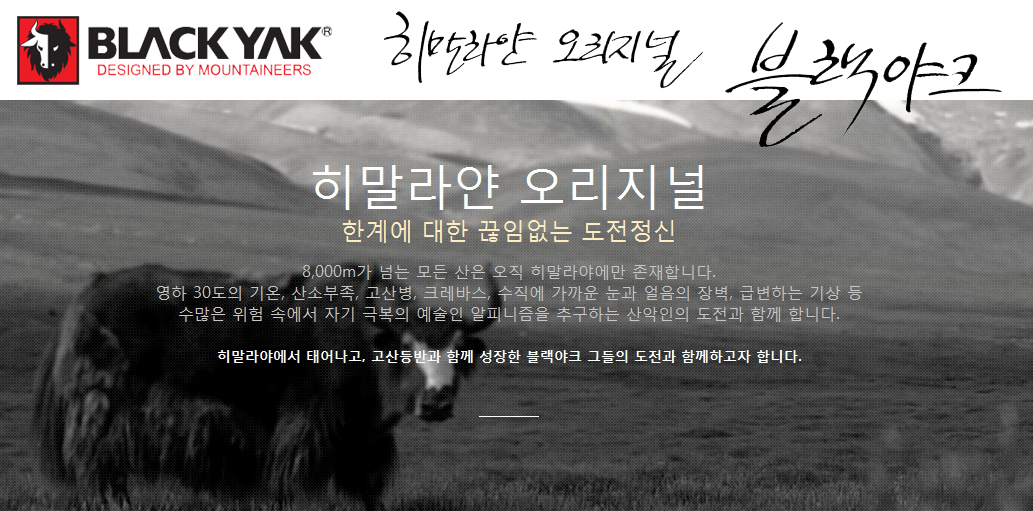 BLACK YAK®
DESIGNED BY MOUNTAINEERS
히말라얀 오리지널
블랙야크
히말라얀 오리지널
한계에 대한 끊임없는 도전정신
8,000m가 넘는 모든 산은 오직 히말라야에만 존재합니다.
영하 30도의 기온, 산소부족, 고산병, 크레바스, 수직에 가까운 눈과 얼음의 장벽, 급변하는 기상 등
수많은 위험 속에서 자기 극복의 예술인 알피니즘을 추구하는 산악인의 도전과 함께 합니다.
히말라야에서 태어나고, 고산등반과 함께 성장한 블랙야크 그들의 도전과 함께하고자 합니다.